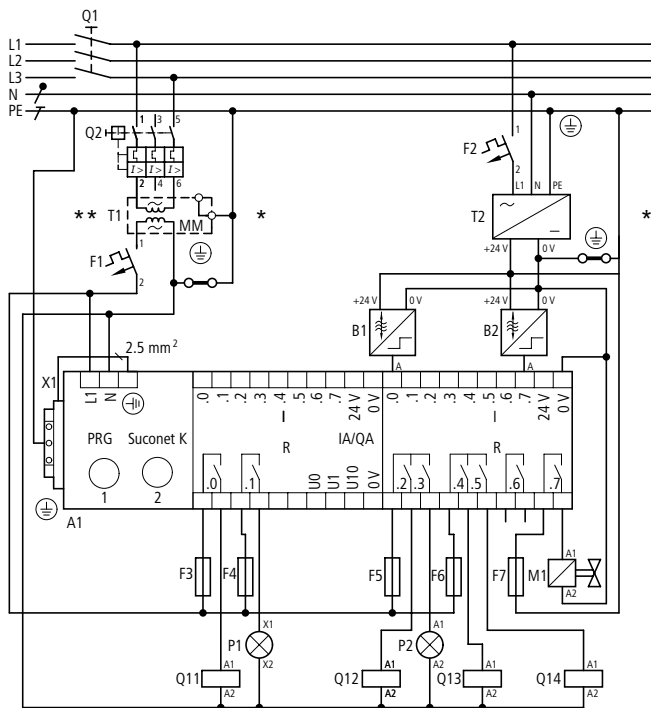 Q1
L1
L2
L3
N
PE
1 3 5
Q2
I> I> I>
2 4 6
* *
T1
MM
*
F1
1
2
F2
1
2
L1 N PE
T2
*
+24 V 0 V
+24 V 0 V
+24 V 0 V
B1
B2
A
A
2.5 mm²
X1
L1
N
.0 .1 .2 .3 .4 .5 .6 .7 24 V 0 V
.0 .1 .2 .3 .4 .5 .6 .7 24 V 0 V
I
I
PRG Suconet K
R
IA/QA
R
1 2
.0 .1
U0 U1 U10 0 V
.2 .3 .4 .5 .6 .7
A1
F3
F4
F5
F6
F7
M1
A1
A2
P1
X1
X2
P2
A1
A2
Q11
A1
A2
Q12
A1
A2
Q13
A1
A2
Q14
A1
A2